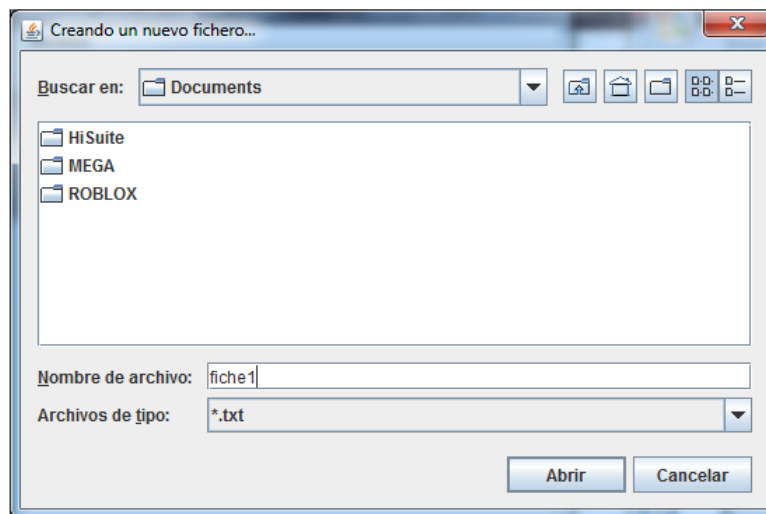 Creando un nuevo fichero...
Buscar en: Documents
HiSuite
MEGA
ROBLOX
Nombre de archivo: fiche1
Archivos de tipo: *.txt
Abrir Cancelar